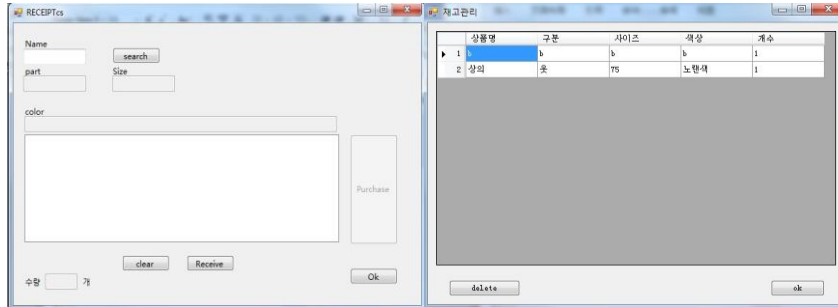 RECEIPTcs
Name
search
part Size
color
Purchase
clear Receive
수량 개
Ok
재고관리
상품명 구분 사이즈 색상 개수
1 b b b b 1
2 상의 옷 75 노랜색 1
delete ok